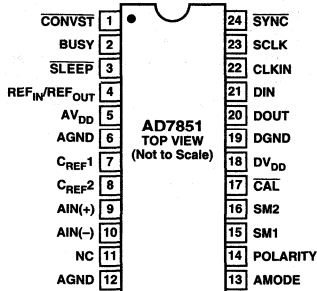 CONVST 1
BUSY 2
SLEEP 3
REFIN/REFOUT 4
AVDD 5
AGND 6
CREF1 7
CREF2 8
AIN(+) 9
AIN(–) 10
NC 11
AGND 12
AD7851
TOP VIEW
(Not to Scale)
24 SYNC
23 SCLK
22 CLKIN
21 DIN
20 DOUT
19 DGND
18 DVDD
17 CAL
16 SM2
15 SM1
14 POLARITY
13 AMODE